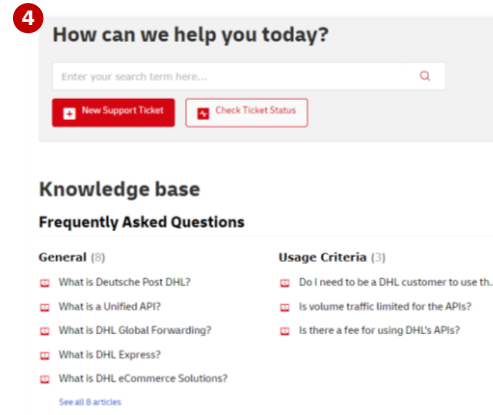 4
How can we help you today?
Enter your search term here...
New Support Ticket
Check Ticket Status
Knowledge base
Frequently Asked Questions
General (8)
What is Deutsche Post DHL?
What is a Unified API?
What is DHL Global Forwarding?
What is DHL Express?
What is DHL eCommerce Solutions?
See all 8 articles
Usage Criteria (3)
Do I need to be a DHL customer to use th..
Is volume traffic limited for the APIs?
Is there a fee for using DHL's APIs?